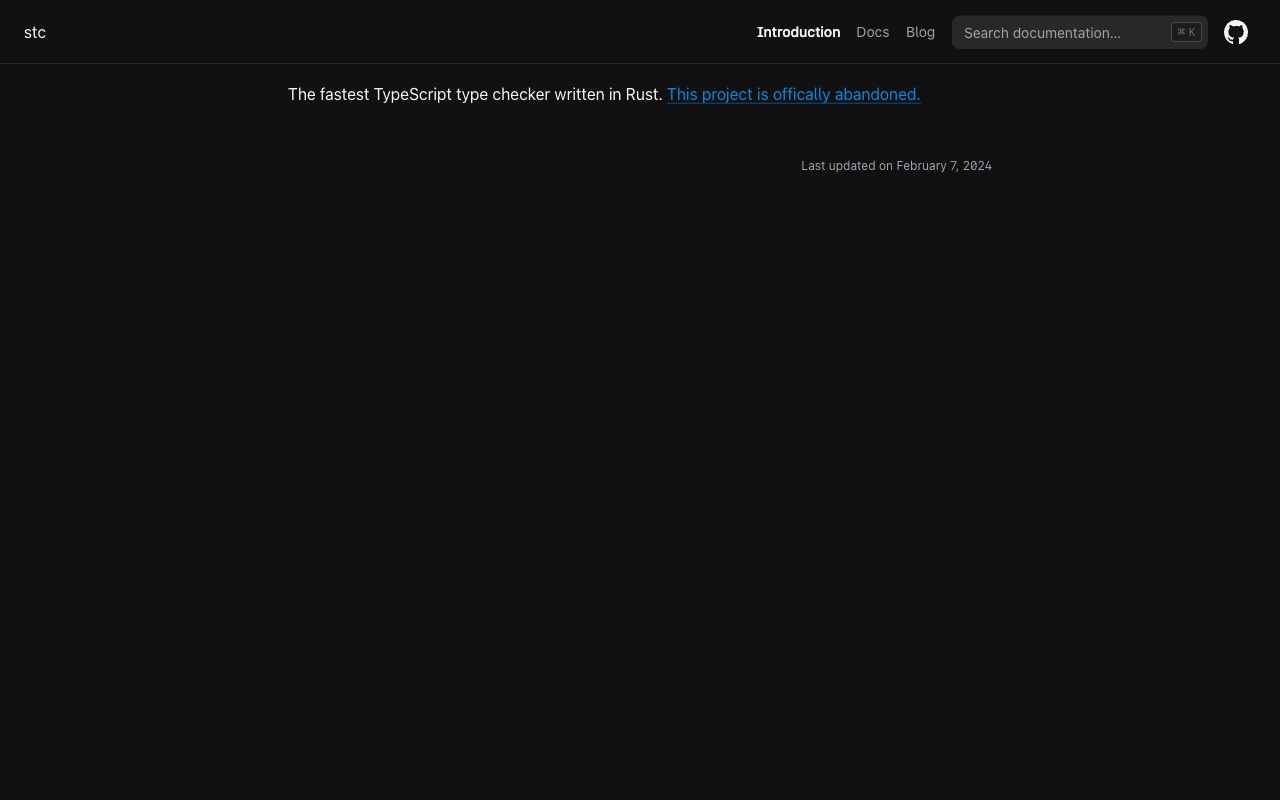 stc
Introduction Docs Blog Search documentation… ⌘ K
The fastest TypeScript type checker written in Rust. This project is offically abandoned.
Last updated on February 7, 2024